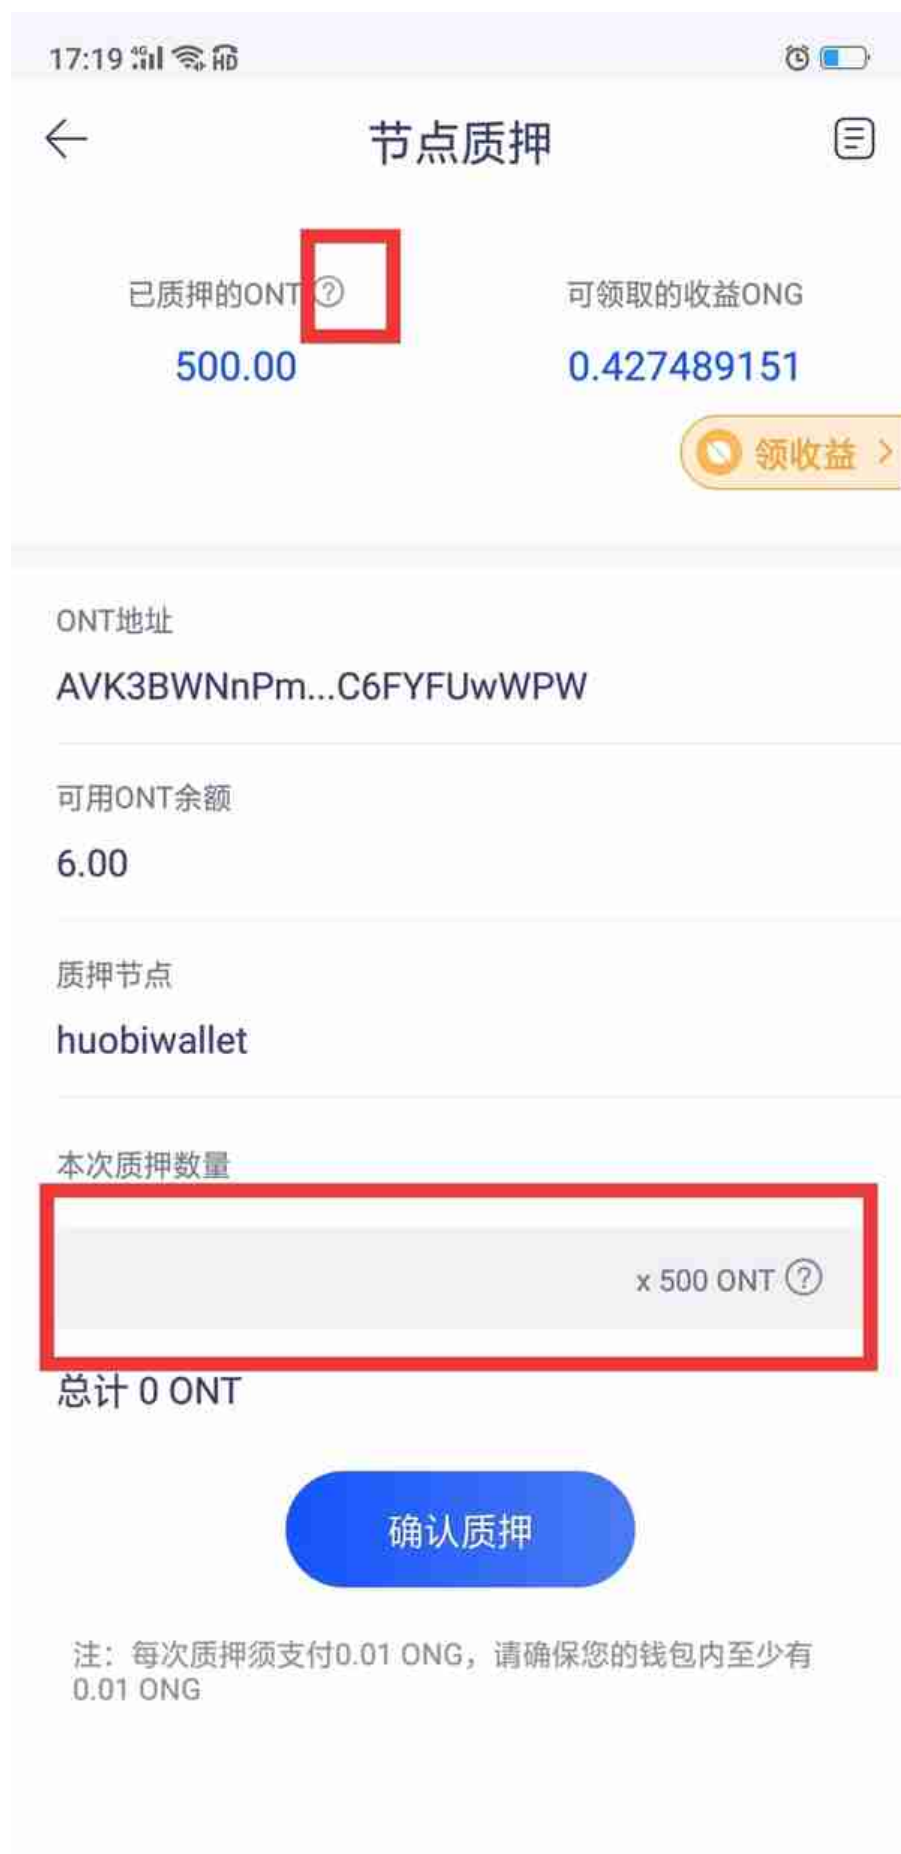 17:19 4G HD
节点质押
已质押的ONT ?
可领取的收益ONG
500.00
0.427489151
领收益 >
ONT地址
AVK3BWNnPm...C6FYFUwWPW
可用ONT余额
6.00
质押节点
huobiwallet
本次质押数量
x 500 ONT ?
总计 0 ONT
确认质押
注：每次质押须支付0.01 ONG，请确保您的钱包内至少有
0.01 ONG